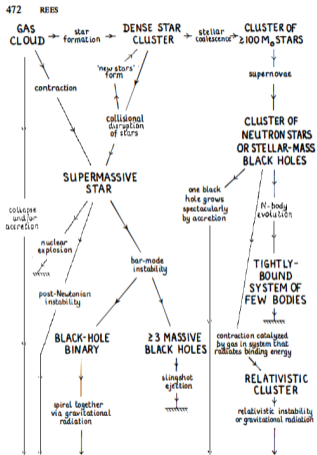 472 REES
GAS CLOUD
star formation
DENSE STAR CLUSTER
stellar coalescence
CLUSTER OF ≥100 M⊙ STARS
'new stars' form
contraction
collisional disruption of stars
supernovae
CLUSTER OF NEUTRON STARS OR STELLAR-MASS BLACK HOLES
SUPERMASSIVE STAR
one black hole grows spectacularly by accretion
N-body evolution
collapse and/or accretion
nuclear explosion
bar-mode instability
post-Newtonian instability
TIGHTLY-BOUND SYSTEM OF FEW BODIES
BLACK-HOLE BINARY
≥3 MASSIVE BLACK HOLES
contraction catalyzed by gas in system that radiates binding energy
slingshot ejection
RELATIVISTIC CLUSTER
spiral together via gravitational radiation
relativistic instability or gravitational radiation